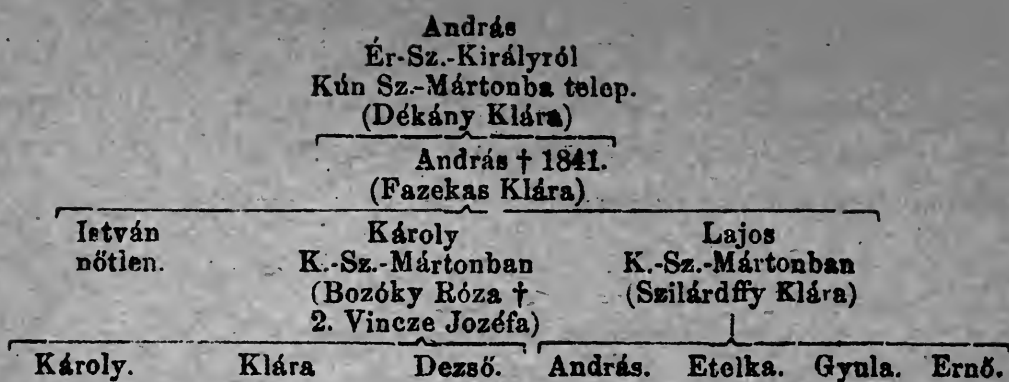 András
Ér-Sz.-Királyról
Kún Sz.-Mártonba telep.
(Dékány Klára)
András † 1841.
(Fazekas Klára)
István Károly Lajos
nőtlen. K.-Sz.-Mártonban K.-Sz.-Mártonban
(Bozóky Róza † (Szilárdffy Klára)
2. Vincze Jozéfa)
Károly. Klára Dezső. András. Etelka. Gyula. Ernő.